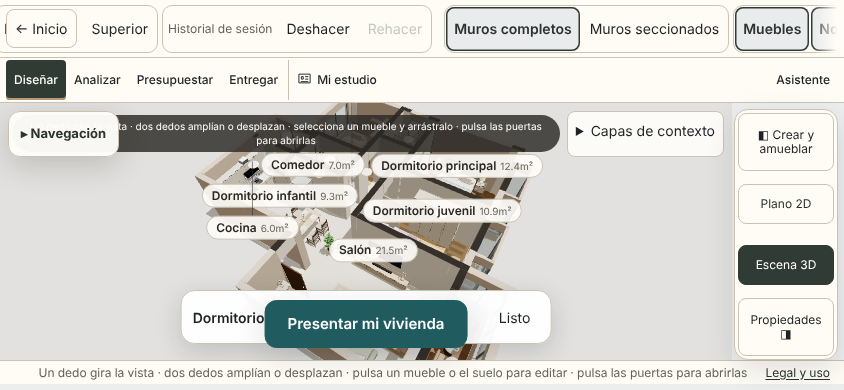 ← Inicio
Superior
Historial de sesión
Deshacer
Rehacer
Muros completos
Muros seccionados
Muebles
Diseñar
Analizar
Presupuestar
Entregar
Mi estudio
Asistente
▸ Navegación
· dos dedos amplían o desplazan · selecciona un mueble y arrástralo · pulsa las puertas
para abrirlas
▶ Capas de contexto
◧ Crear y
amueblar
Comedor 7.0m²
Dormitorio principal 12.4m²
Dormitorio infantil 9.3m²
Dormitorio juvenil 10.9m²
Plano 2D
Cocina 6.0m²
Salón 21.5m²
Escena 3D
Dormitorio
Presentar mi vivienda
Listo
Propiedades
◨
Un dedo gira la vista · dos dedos amplían o desplazan · pulsa un mueble o el suelo para editar · pulsa las puertas para abrirlas
Legal y uso